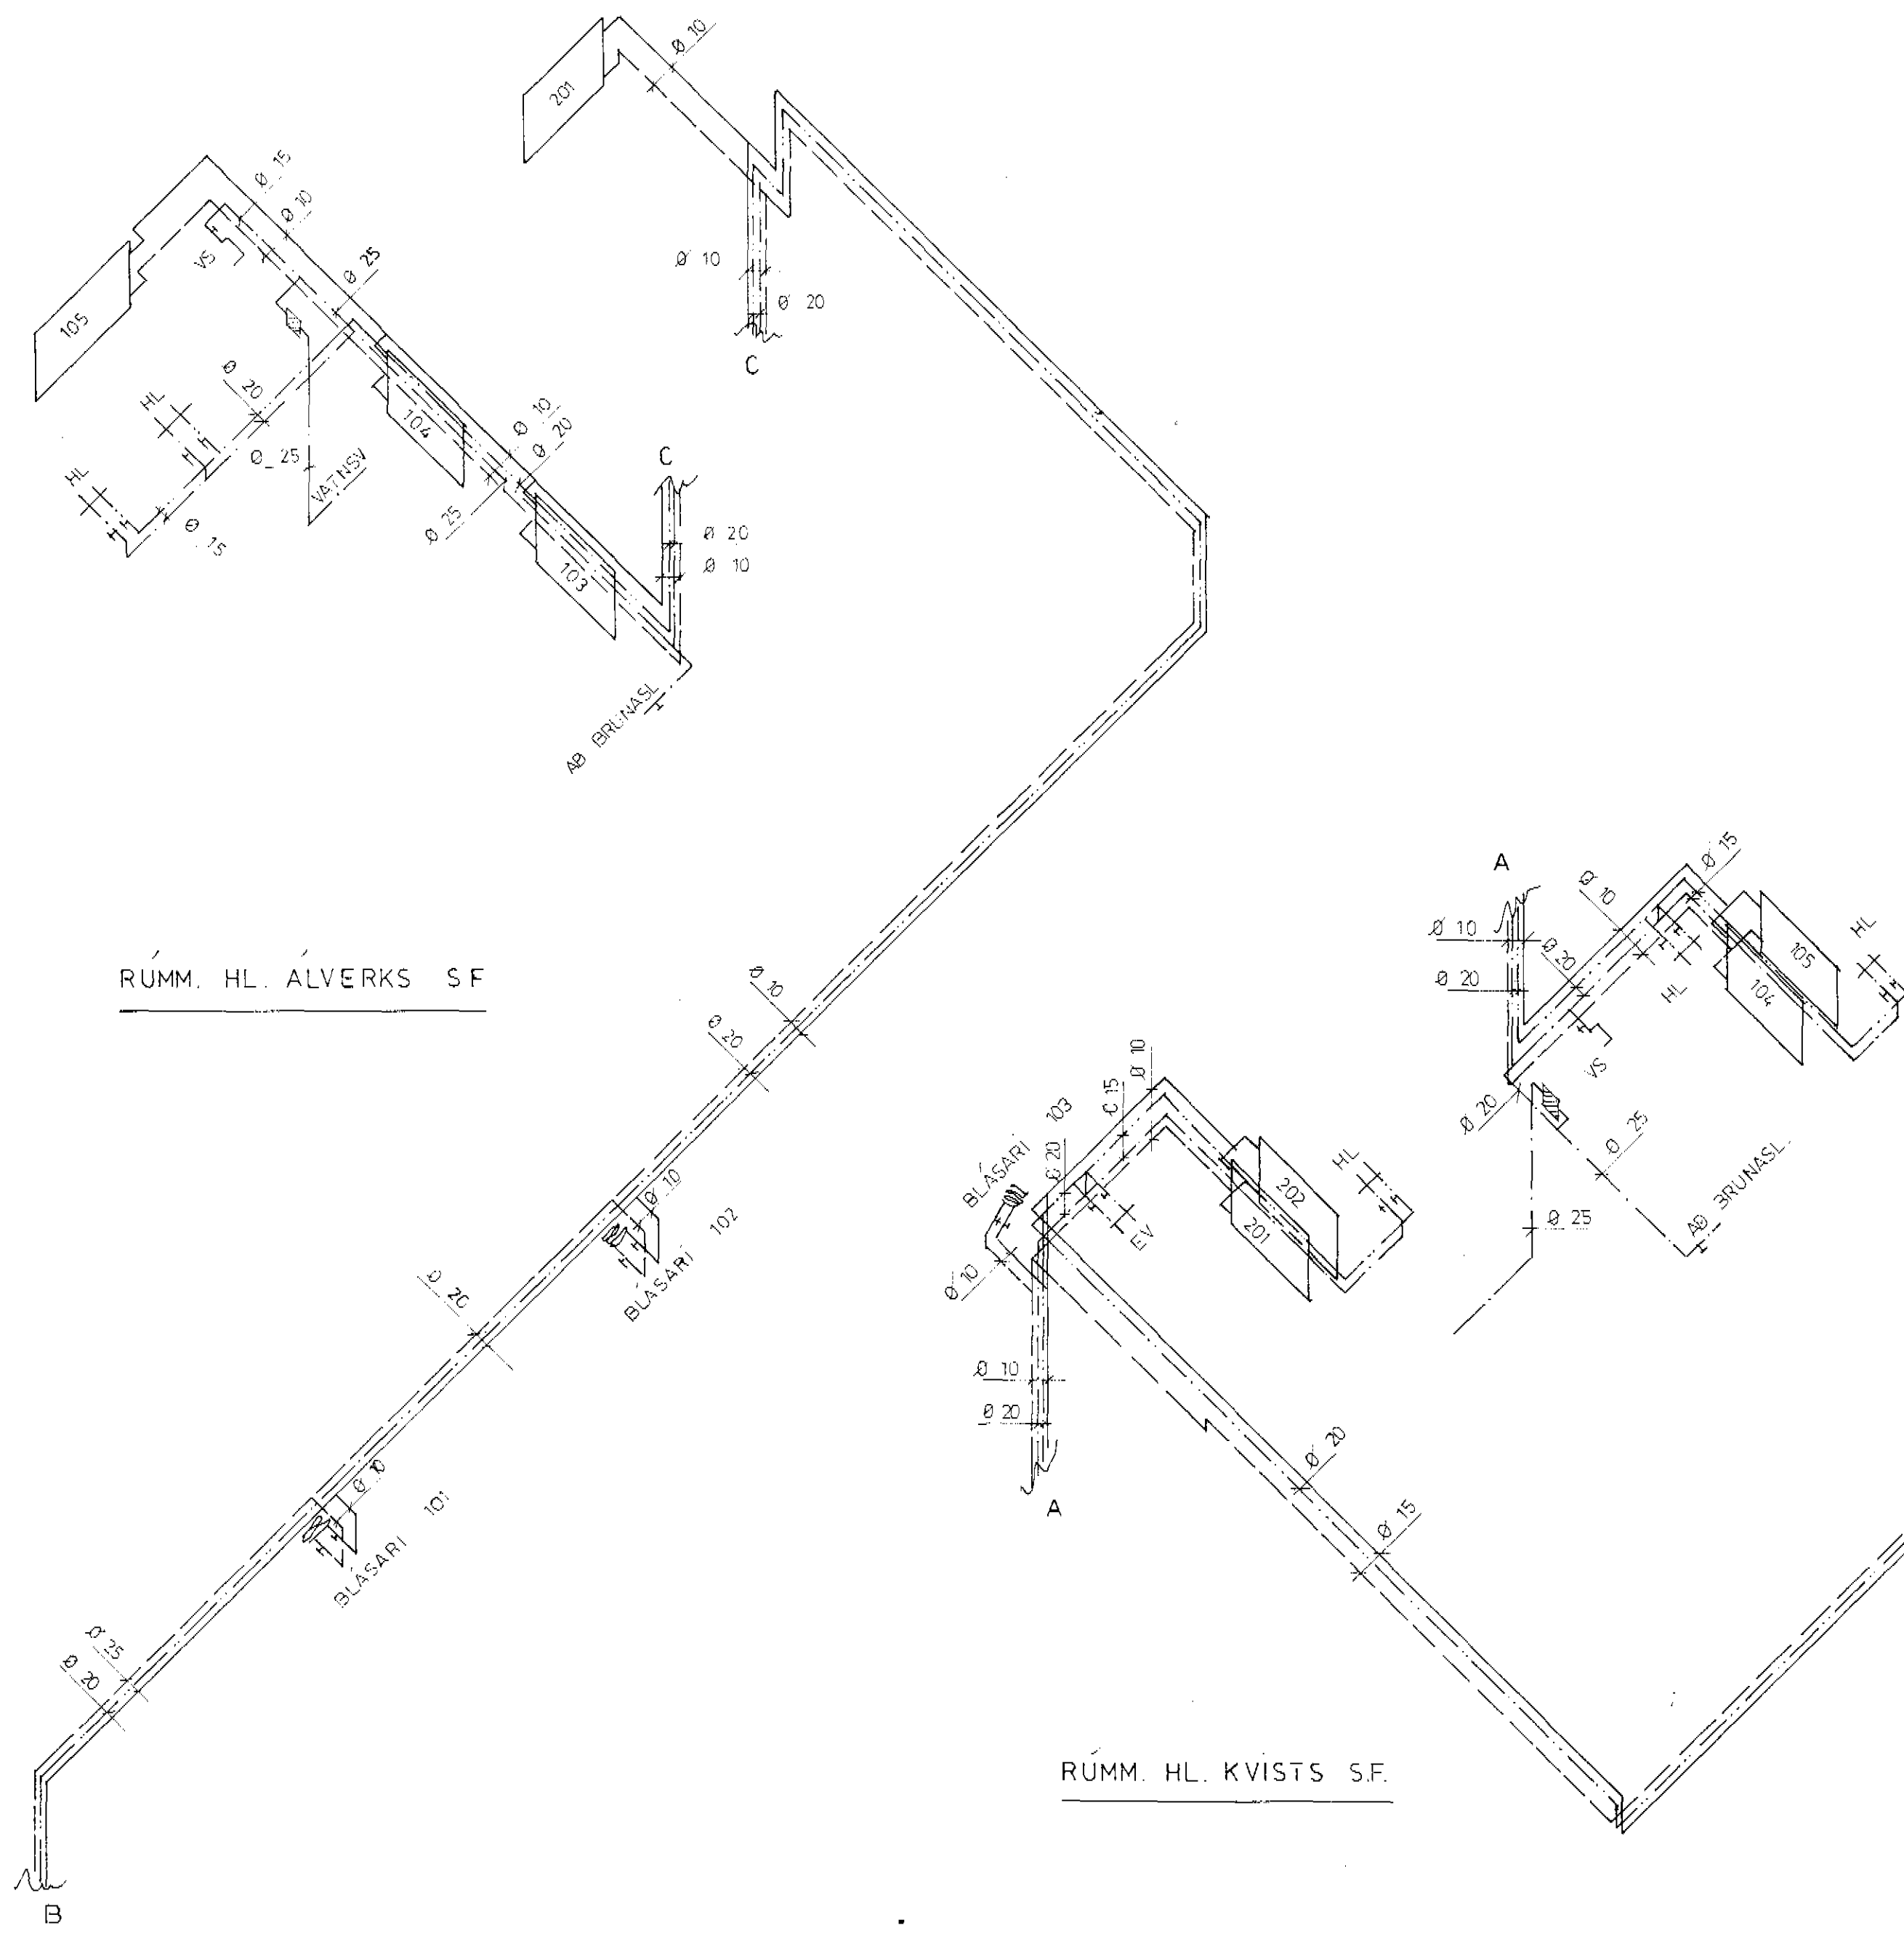 Ø 10
201
Ø 15
Ø 10
VS
Ø 25
105
Ø 10
Ø 20
C
Ø 20
HL
104
Ø 25
VATNSV
HL
Ø 15
Ø 10
Ø 20
C
Ø 25
Ø 20
Ø 10
103
AÐ BRUNASL
RÚMM. HL. ÁLVERKS SF
Ø 10
Ø 20
Ø 10
BLÁSARI 102
Ø 20
Ø 10
BLÁSARI 101
Ø 25
Ø 20
B
A
Ø 15
Ø 10
Ø 10
Ø 20
Ø 20
HL
105
104
HL
VS
Ø 20
Ø 25
AÐ BRUNASL.
Ø 25
BLÁSARI 103
Ø 20
Ø 15
Ø 10
HL
202
201
EV
Ø 10
Ø 10
Ø 20
A
Ø 20
Ø 15
RÚMM. HL. KVISTS S.F.